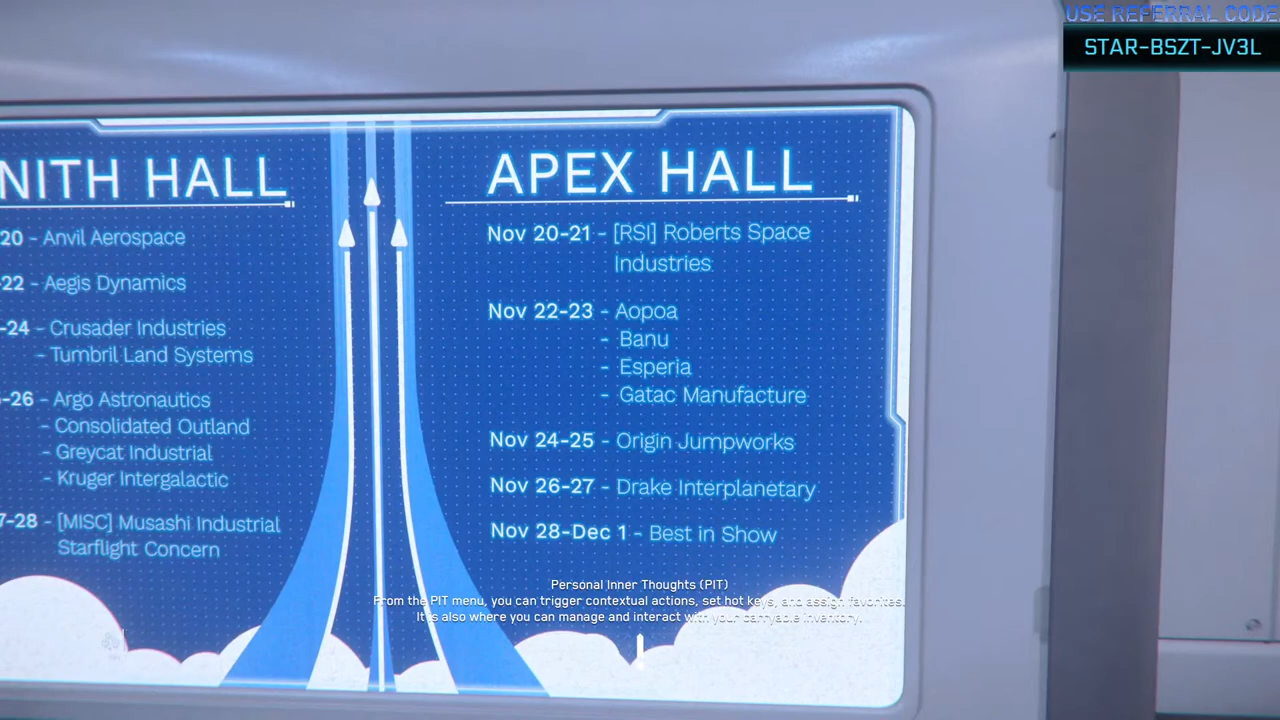 USE REFERRAL CODE
STAR-BSZT-JV3L
NITH HALL
20 - Anvil Aerospace
-22 - Aegis Dynamics
-24 - Crusader Industries
- Tumbril Land Systems
-26 - Argo Astronautics
- Consolidated Outland
- Greycat Industrial
- Kruger Intergalactic
7-28 - [MISC] Musashi Industrial
Starflight Concern
APEX HALL
Nov 20-21 - [RSI] Roberts Space
Industries
Nov 22-23 - Aopoa
- Banu
- Esperia
- Gatac Manufacture
Nov 24-25 - Origin Jumpworks
Nov 26-27 - Drake Interplanetary
Nov 28-Dec 1 - Best in Show
Personal Inner Thoughts (PIT)
From the PIT menu, you can trigger contextual actions, set hot keys, and assign favorites.
It is also where you can manage and interact with your carryable inventory.